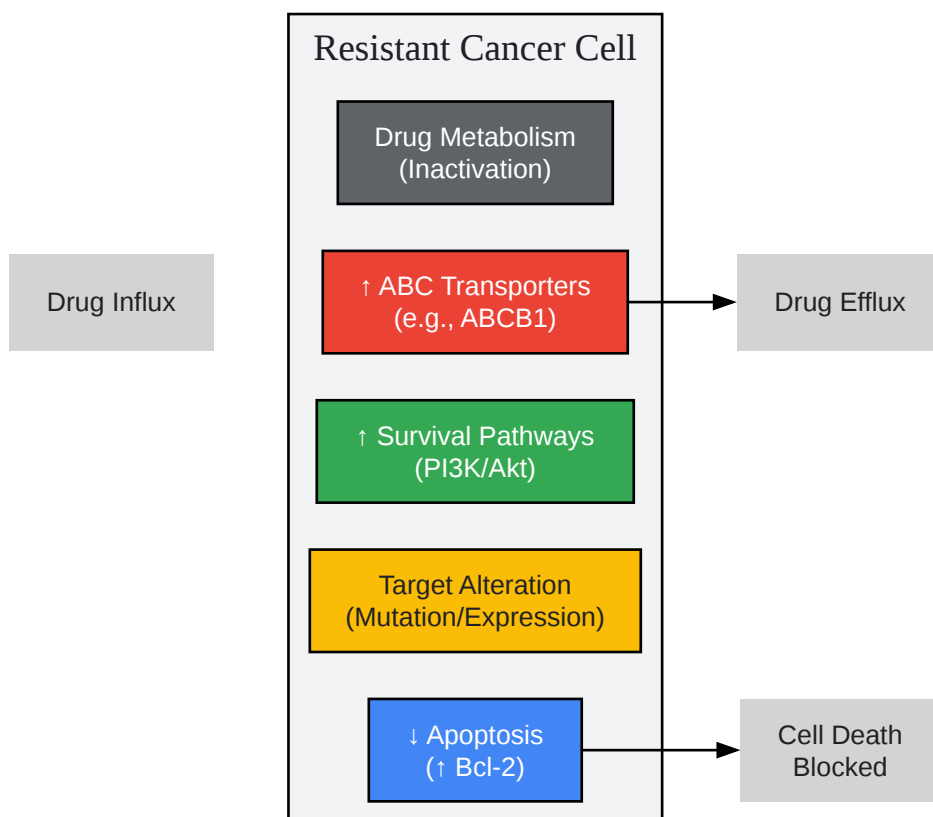 Resistant Cancer Cell
Drug Metabolism
(Inactivation)
Drug Influx
↑ ABC Transporters
(e.g., ABCB1)
Drug Efflux
↑ Survival Pathways
(PI3K/Akt)
Target Alteration
(Mutation/Expression)
↓ Apoptosis
(↑ Bcl-2)
Cell Death
Blocked